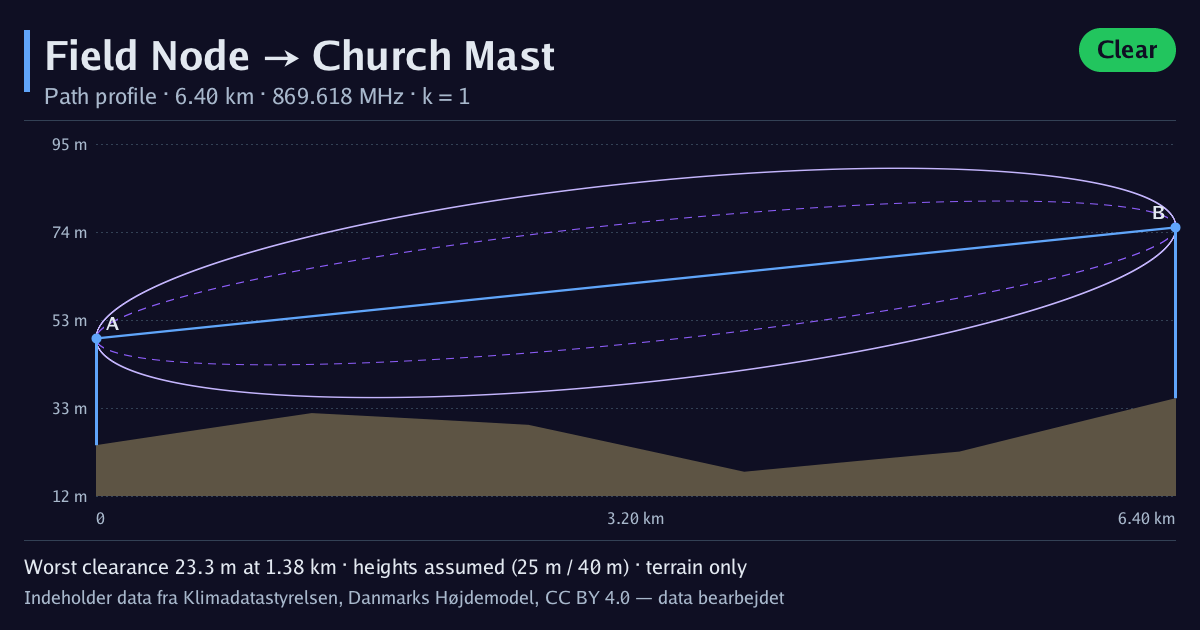 Field Node → Church Mast
Clear
Path profile · 6.40 km · 869.618 MHz · k = 1
95 m
74 m
B
53 m
A
33 m
12 m
0
3.20 km
6.40 km
Worst clearance 23.3 m at 1.38 km · heights assumed (25 m / 40 m) · terrain only
Indeholder data fra Klimadatastyrelsen, Danmarks Højdemodel, CC BY 4.0 — data bearbejdet